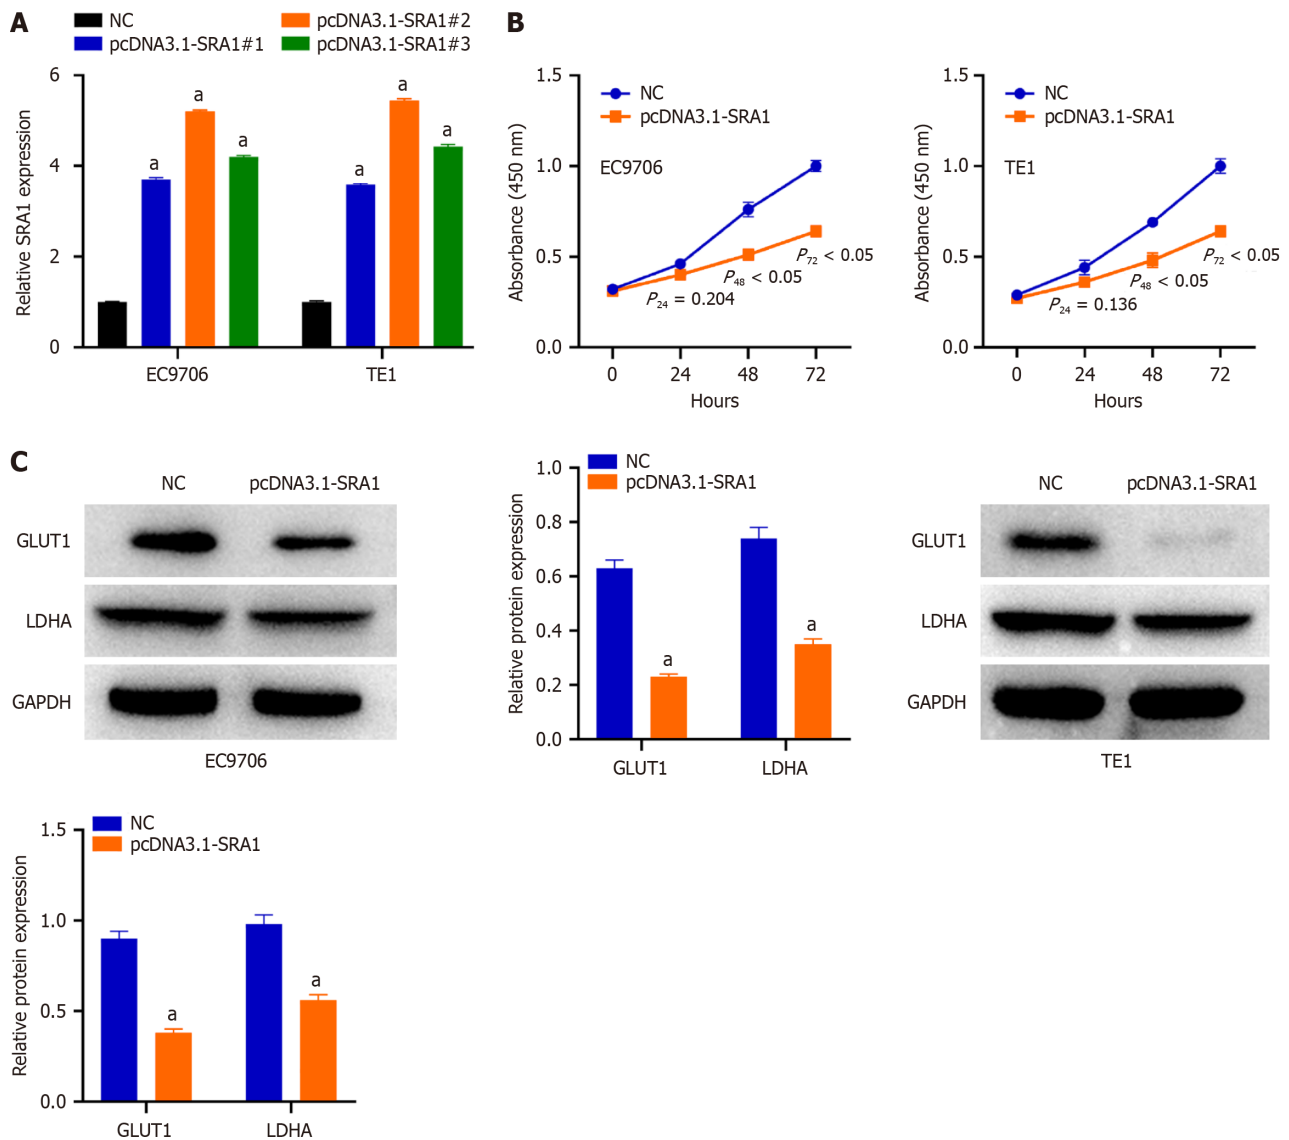 A
NC
pcDNA3.1-SRA1#1
pcDNA3.1-SRA1#2
pcDNA3.1-SRA1#3
Relative SRA1 expression
6
4
2
0
a
a
a
a
a
a
EC9706
TE1
B
Absorbance (450 nm)
1.5
1.0
0.5
0.0
NC
pcDNA3.1-SRA1
EC9706
P24 = 0.204
P48 < 0.05
P72 < 0.05
0 24 48 72
Hours
Absorbance (450 nm)
1.5
1.0
0.5
0.0
NC
pcDNA3.1-SRA1
TE1
P24 = 0.136
P48 < 0.05
P72 < 0.05
0 24 48 72
Hours
C
NC pcDNA3.1-SRA1
GLUT1
LDHA
GAPDH
EC9706
Relative protein expression
1.0
0.8
0.6
0.4
0.2
0.0
NC
pcDNA3.1-SRA1
a
a
GLUT1 LDHA
NC pcDNA3.1-SRA1
GLUT1
LDHA
GAPDH
TE1
Relative protein expression
1.5
1.0
0.5
0.0
NC
pcDNA3.1-SRA1
a
a
GLUT1 LDHA